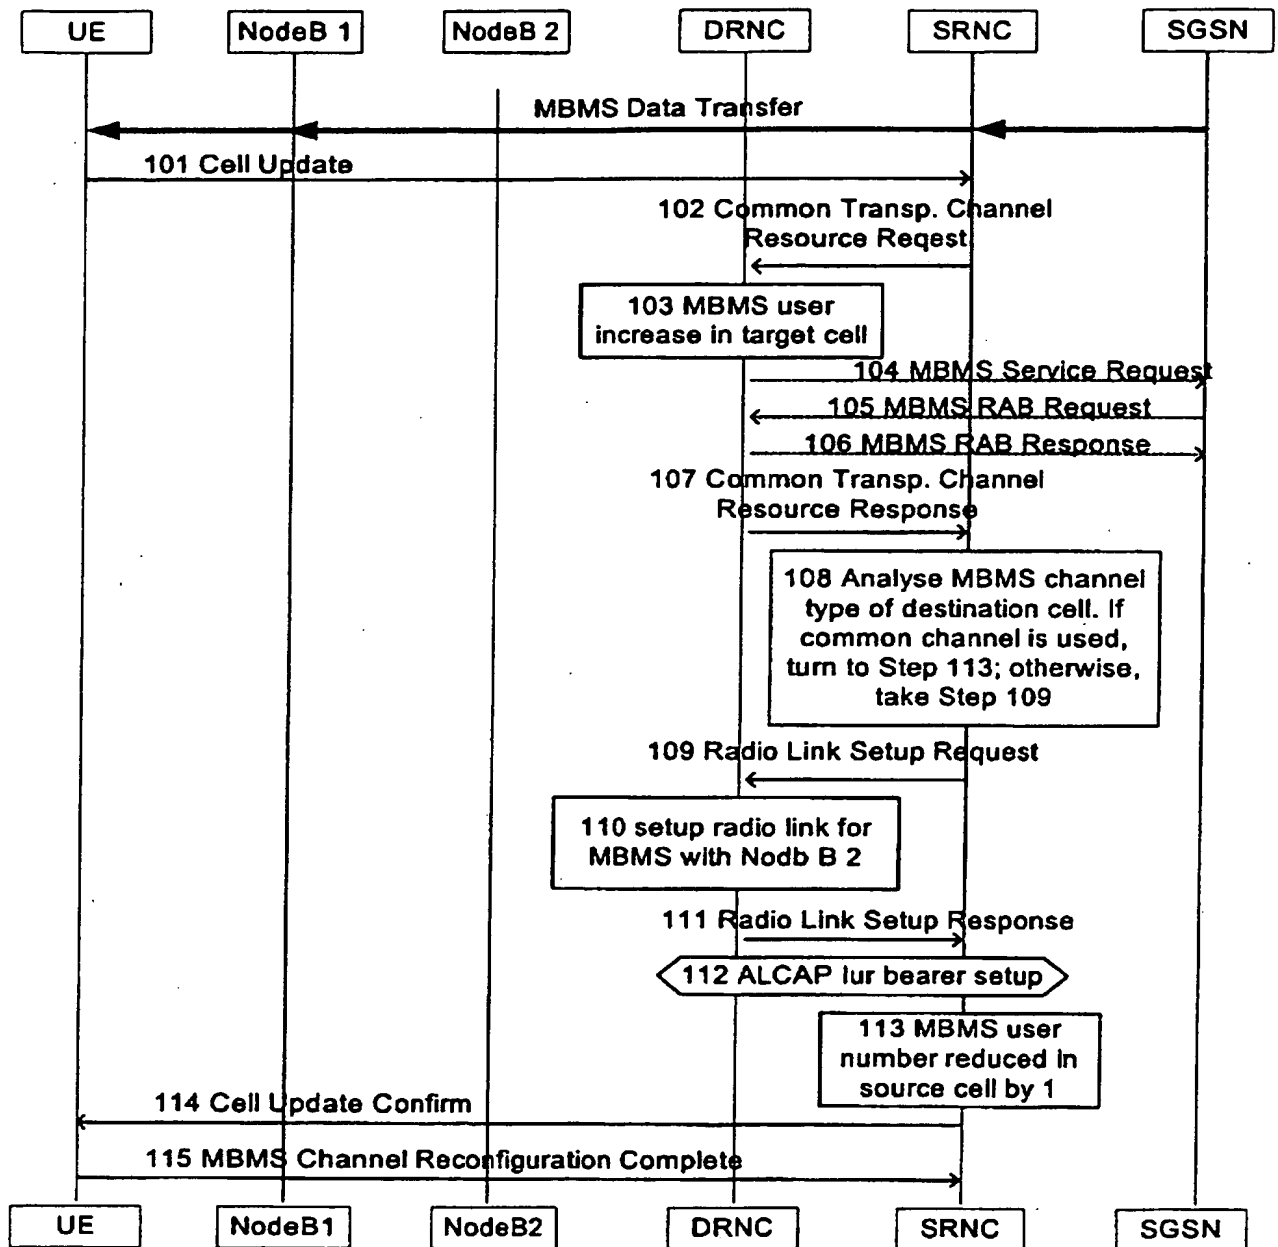 UE NodeB 1 NodeB 2 DRNC SRNC SGSN
MBMS Data Transfer
101 Cell Update
102 Common Transp. Channel
Resource Reqest
103 MBMS user
increase in target cell
104 MBMS Service Request
105 MBMS RAB Request
106 MBMS RAB Response
107 Common Transp. Channel
Resource Response
108 Analyse MBMS channel
type of destination cell. If
common channel is used,
turn to Step 113; otherwise,
take Step 109
109 Radio Link Setup Request
110 setup radio link for
MBMS with Nodb B 2
111 Radio Link Setup Response
112 ALCAP Iur bearer setup
113 MBMS user
number reduced in
source cell by 1
114 Cell Update Confirm
115 MBMS Channel Reconfiguration Complete
UE NodeB1 NodeB2 DRNC SRNC SGSN